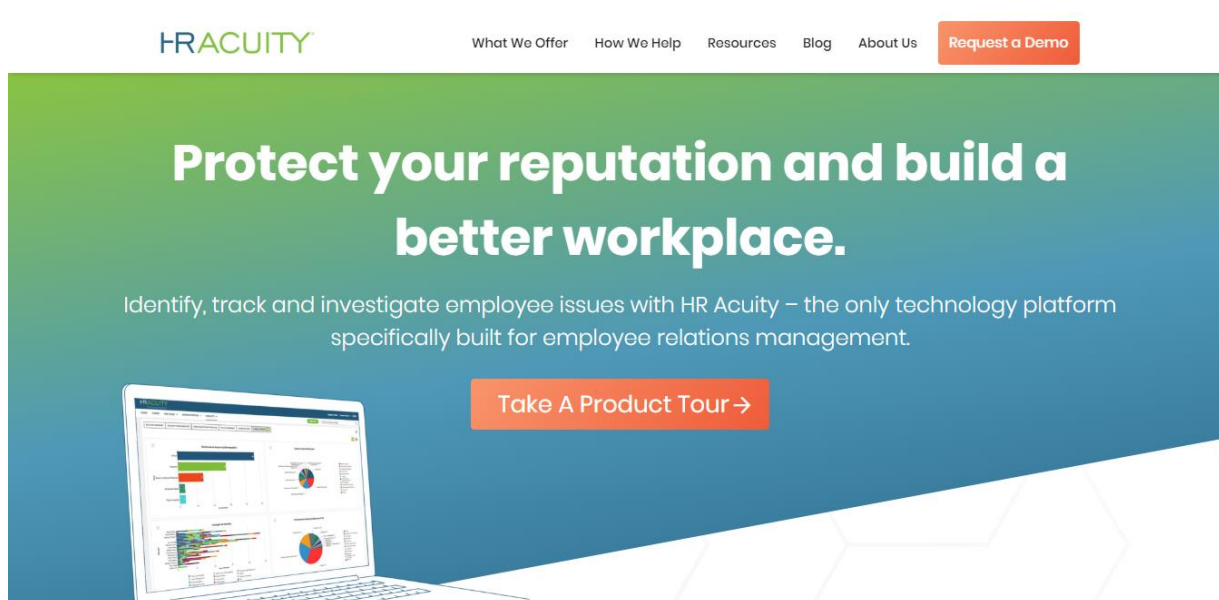 HRACUITY
What We Offer How We Help Resources Blog About Us Request a Demo
Protect your reputation and build a
better workplace.
Identify, track and investigate employee issues with HR Acuity – the only technology platform
specifically built for employee relations management.
Take A Product Tour →
HRACUITY